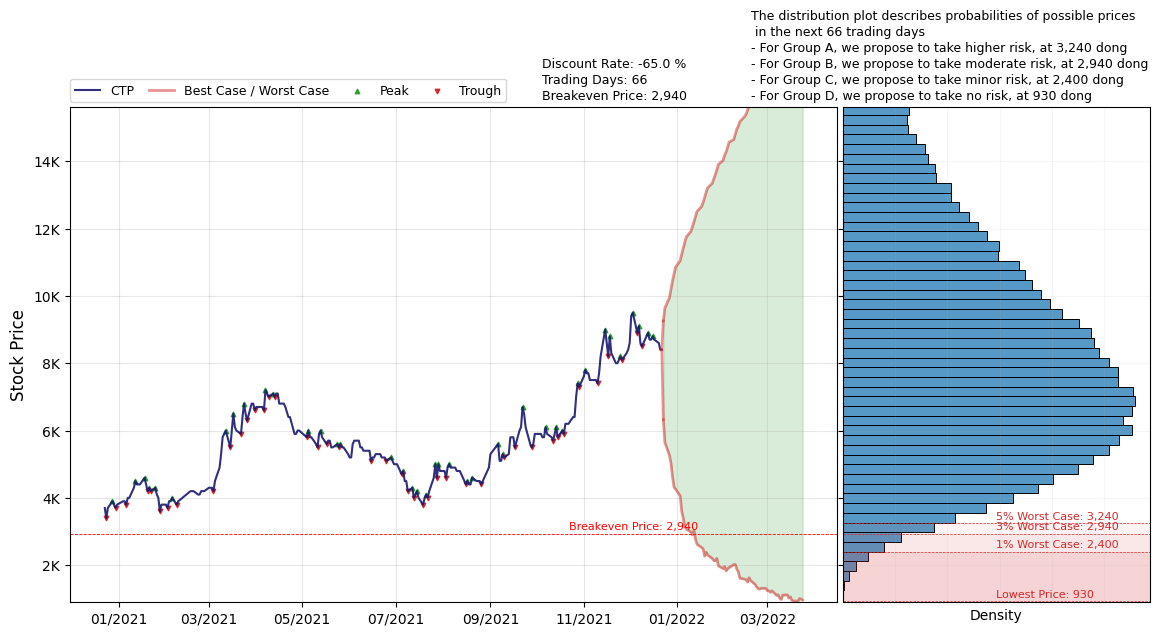 The distribution plot describes probabilities of possible prices
in the next 66 trading days
- For Group A, we propose to take higher risk, at 3,240 dong
- For Group B, we propose to take moderate risk, at 2,940 dong
- For Group C, we propose to take minor risk, at 2,400 dong
- For Group D, we propose to take no risk, at 930 dong
Discount Rate: -65.0 %
Trading Days: 66
Breakeven Price: 2,940
CTP
Best Case / Worst Case
Peak
Trough
Stock Price
14K
12K
10K
8K
6K
4K
2K
Breakeven Price: 2,940
01/2021
03/2021
05/2021
07/2021
09/2021
11/2021
01/2022
03/2022
5% Worst Case: 3,240
3% Worst Case: 2,940
1% Worst Case: 2,400
Lowest Price: 930
Density